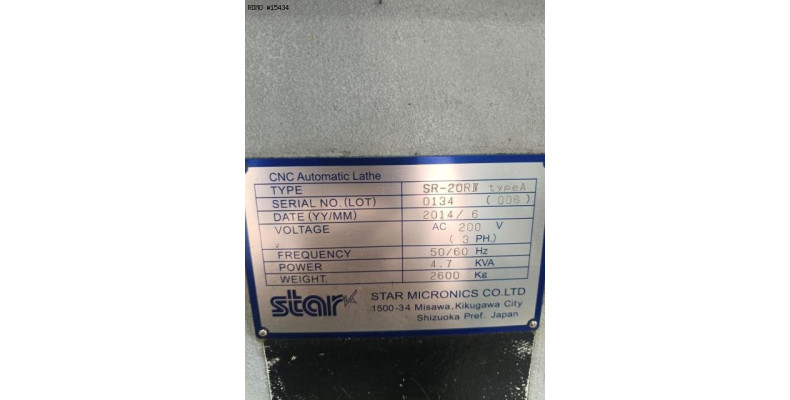 RDMO #15434
CNC Automatic Lathe
TYPE SR-20RⅣ typeA
SERIAL NO. (LOT) 0134 (006)
DATE (YY/MM) 2014/ 6
VOLTAGE AC 200 V
( 3 PH.)
FREQUENCY 50/60 Hz
POWER 4.7 KVA
WEIGHT 2600 Kg
star STAR MICRONICS CO.LTD
1500-34 Misawa, Kikugawa City
Shizuoka Pref. Japan